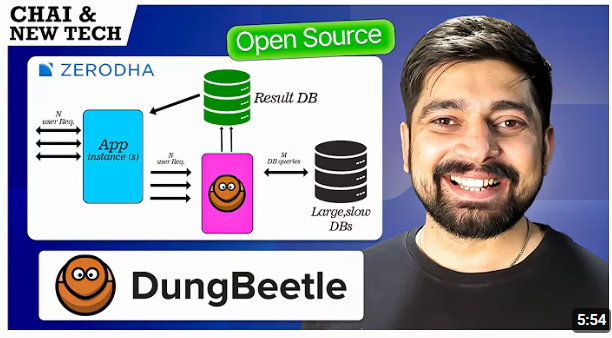 CHAI &
NEW TECH
Open Source
ZERODHA
Result DB
N
user Req.
App
instance (s)
N
user Req.
M
DB queries
Large,slow
DBs
DungBeetle
5:54